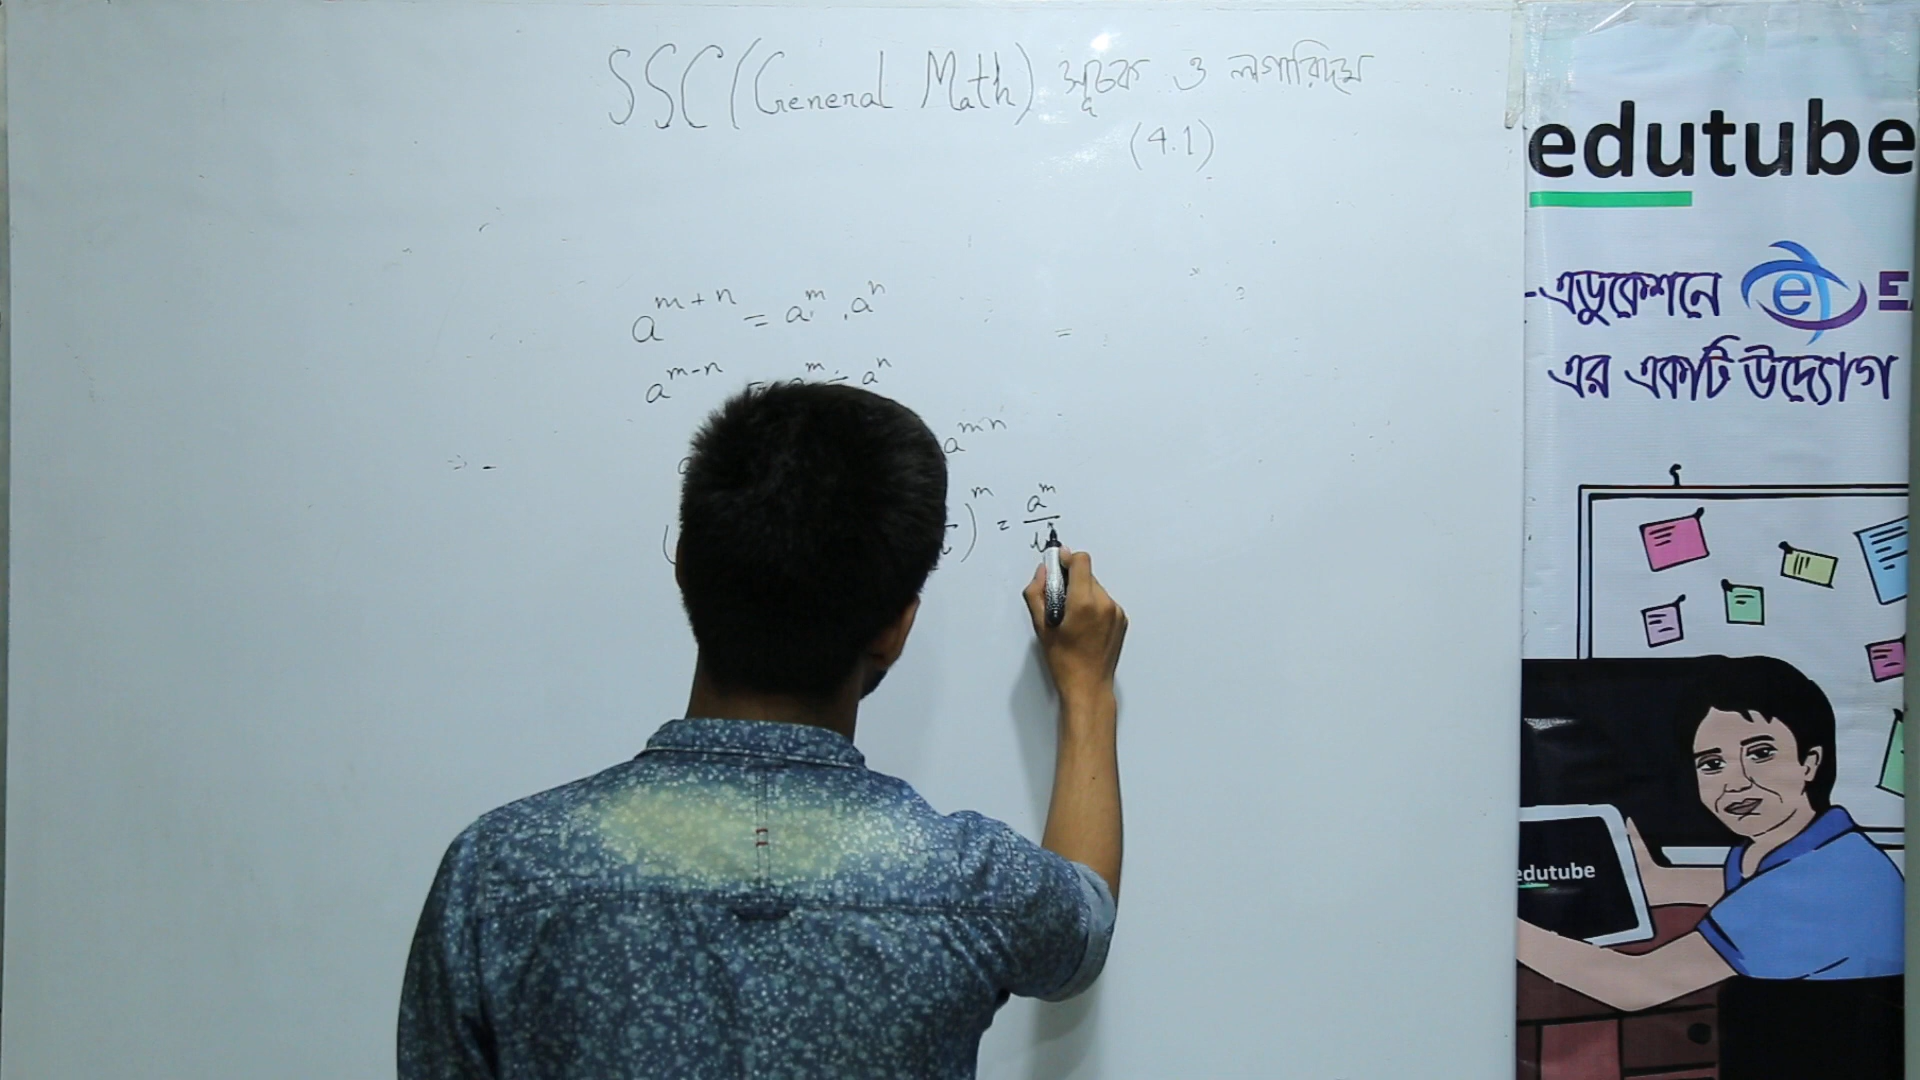 SSC (General Math) সূচক ও লগারিদম
(4.1)
a^{m+n} = a^m . a^n
a^{m-n} = a^m ÷ a^n
a^{mn}
)^m = a^m
edutube
-এডুকেশনে e E
এর একটি উদ্যোগ
edutube